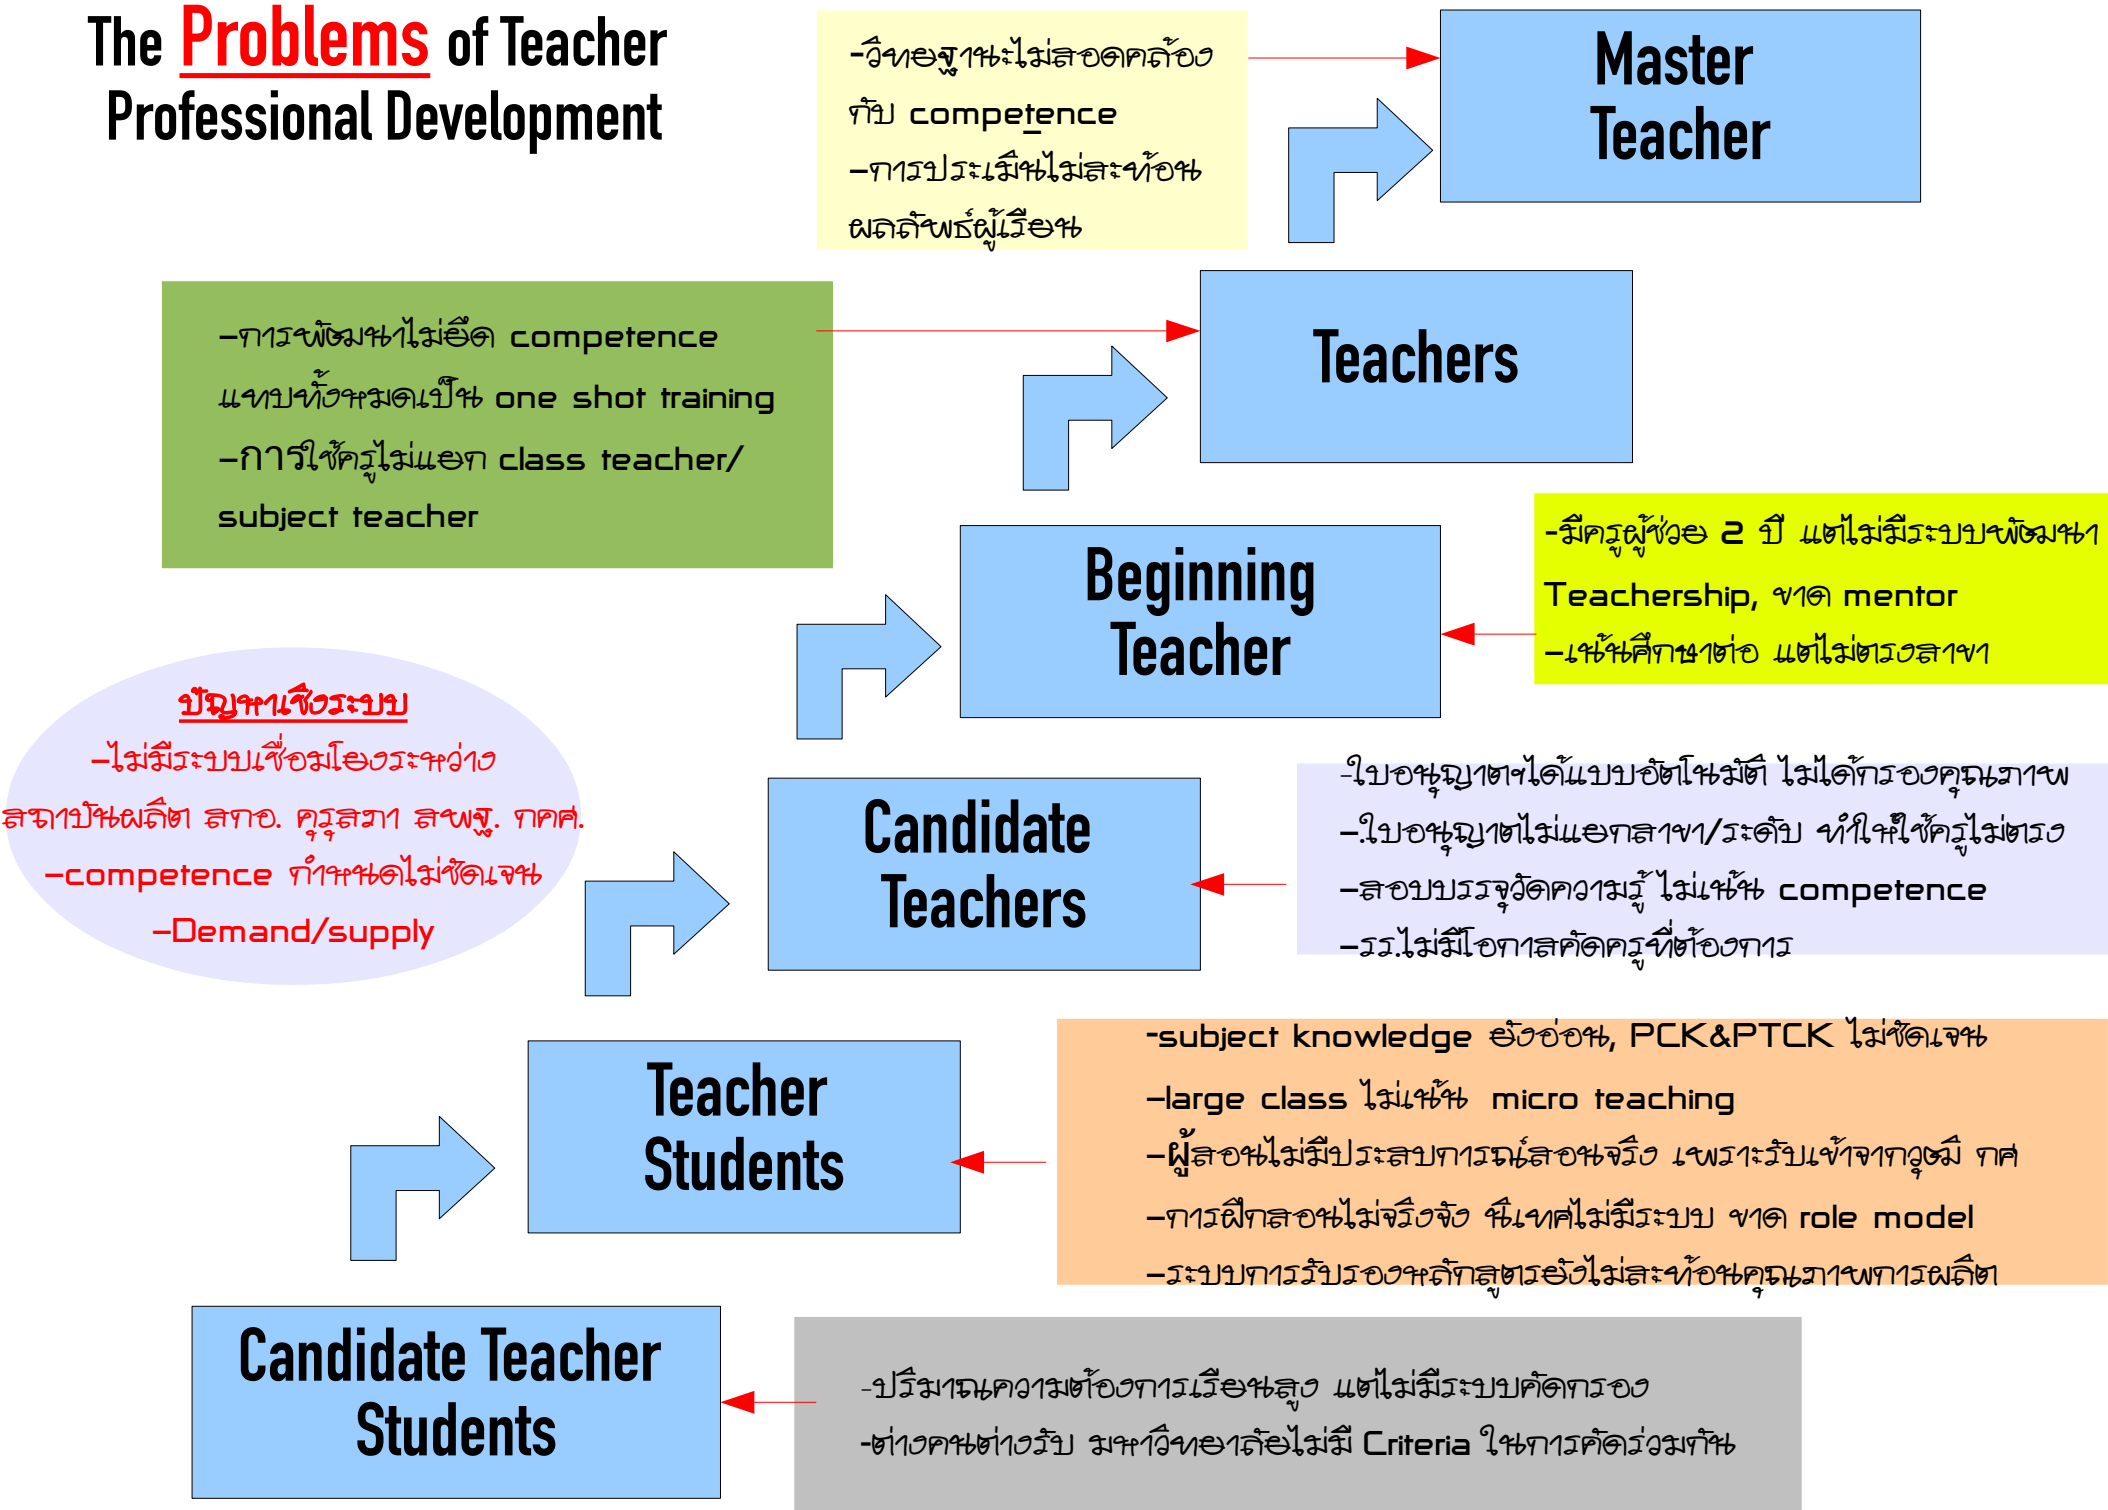 The Problems of Teacher
Professional Development
-วิทยฐานะไม่สอดคล้อง
กับ competence
–การประเมินไม่สะท้อน
ผลลัพธ์ผู้เรียน
Master
Teacher
–การพัฒนาไม่ยึด competence
แทบทั้งหมดเป็น one shot training
–การใช้ครูไม่แยก class teacher/
subject teacher
Teachers
Beginning
Teacher
-มีครูผู้ช่วย 2 ปี แต่ไม่มีระบบพัฒนา
Teachership, ขาด mentor
–เน้นศึกษาต่อ แต่ไม่ตรงสาขา
ปัญหาเชิงระบบ
–ไม่มีระบบเชื่อมโยงระหว่าง
สถาบันผลิต สกอ. คุรุสภา สพฐ. กคศ.
–competence กำหนดไม่ชัดเจน
–Demand/supply
Candidate
Teachers
-ใบอนุญาตฯได้แบบอัตโนมัติ ไม่ได้กรองคุณภาพ
–.ใบอนุญาตไม่แยกสาขา/ระดับ ทำให้ใช้ครูไม่ตรง
–สอบบรรจุวัดความรู้ ไม่เน้น competence
–รร.ไม่มีโอกาสคัดครูที่ต้องการ
Teacher
Students
-subject knowledge ยังอ่อน, PCK&PTCK ไม่ชัดเจน
–large class ไม่เน้น micro teaching
–ผู้สอนไม่มีประสบการณ์สอนจริง เพราะรับเข้าจากวุฒิ กศ
–การฝึกสอนไม่จริงจัง นิเทศไม่มีระบบ ขาด role model
–ระบบการรับรองหลักสูตรยังไม่สะท้อนคุณภาพการผลิต
Candidate Teacher
Students
-ปริมาณความต้องการเรียนสูง แต่ไม่มีระบบคัดกรอง
-ต่างคนต่างรับ มหาวิทยาลัยไม่มี Criteria ในการคัดร่วมกัน